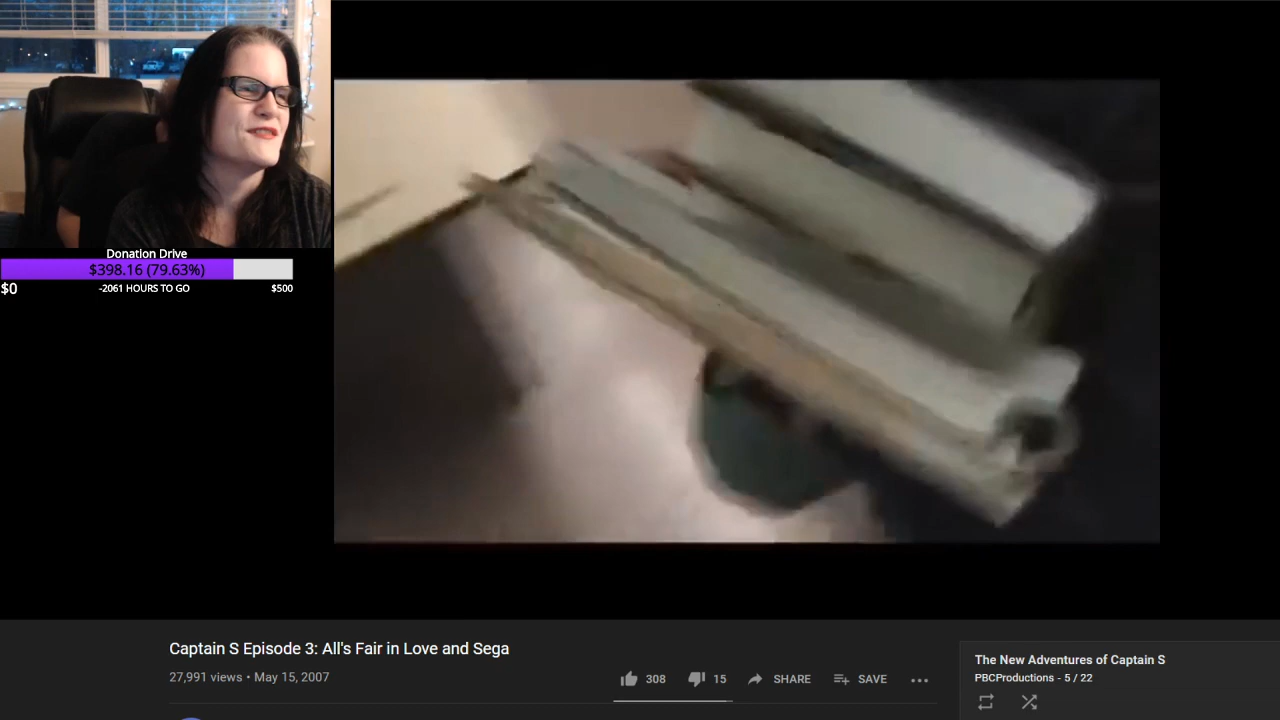 Donation Drive
$398.16 (79.63%)
$0
-2061 HOURS TO GO
$500
Captain S Episode 3: All's Fair in Love and Sega
27,991 views • May 15, 2007
308
15
SHARE
SAVE
The New Adventures of Captain S
PBCProductions - 5 / 22